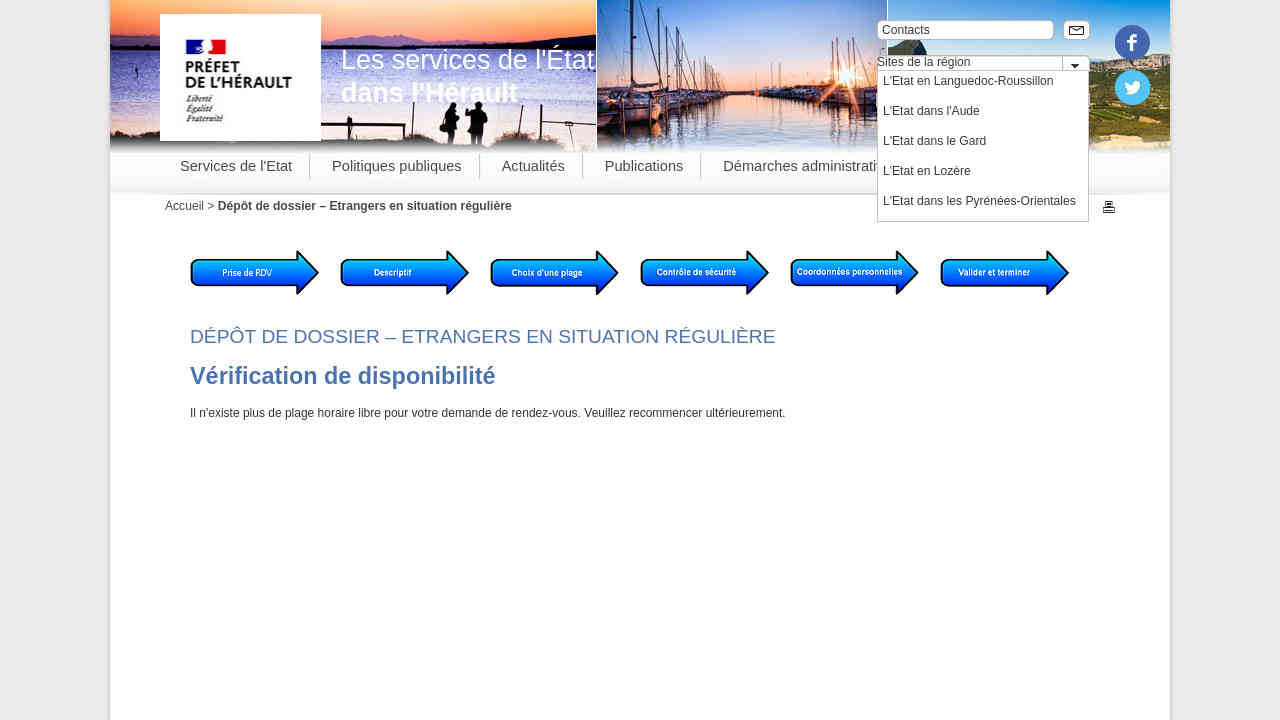 PRÉFET
DE L'HÉRAULT
Liberté
Égalité
Fraternité
Les services de l'État
dans l'Hérault
Contacts
Sites de la région
L'Etat en Languedoc-Roussillon
L'Etat dans l'Aude
L'Etat dans le Gard
L'Etat en Lozère
L'Etat dans les Pyrénées-Orientales
Services de l'Etat
Politiques publiques
Actualités
Publications
Démarches administrati
Accueil > Dépôt de dossier – Etrangers en situation régulière
Prise de RDV
Descriptif
Choix d'une plage
Contrôle de sécurité
Coordonnées personnelles
Valider et terminer
DÉPÔT DE DOSSIER – ETRANGERS EN SITUATION RÉGULIÈRE
Vérification de disponibilité
Il n'existe plus de plage horaire libre pour votre demande de rendez-vous. Veuillez recommencer ultérieurement.